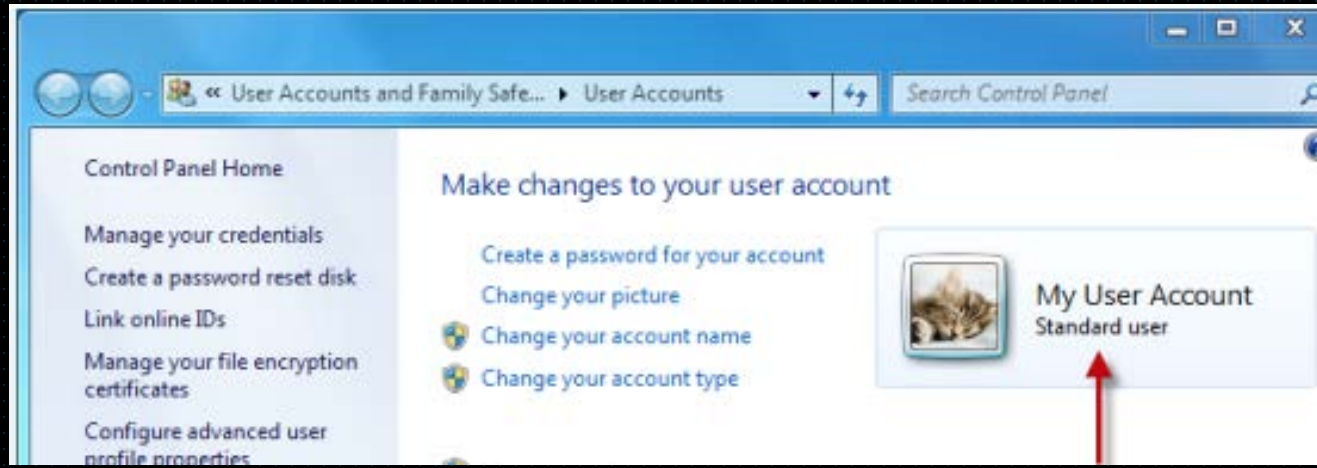 « User Accounts and Family Safe... ▸ User Accounts
Search Control Panel
Control Panel Home
Manage your credentials
Create a password reset disk
Link online IDs
Manage your file encryption
certificates
Configure advanced user
profile properties
Make changes to your user account
Create a password for your account
Change your picture
Change your account name
Change your account type
My User Account
Standard user